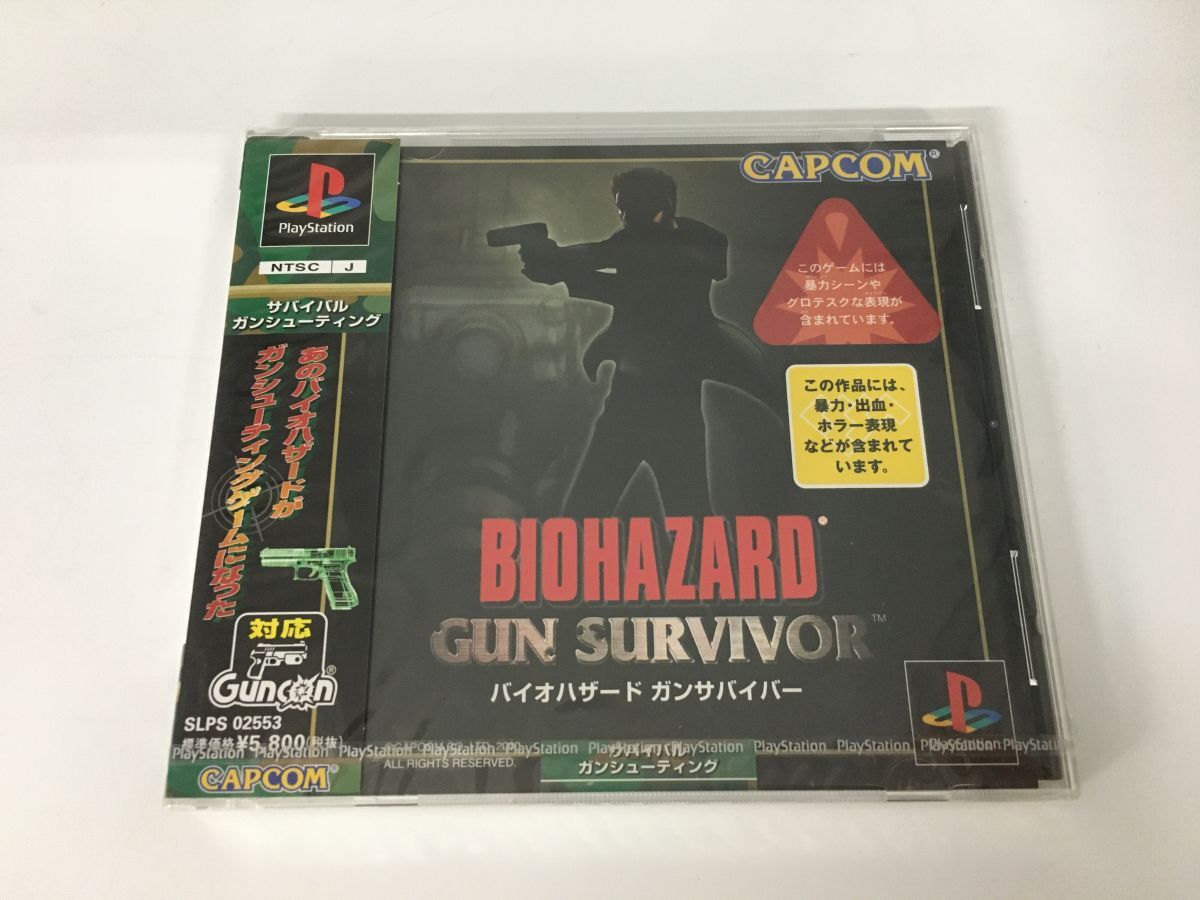 PlayStation
NTSC J
サバイバル
ガンシューティング
あのバイオハザードが
ガンシューティングゲームになった
対応
Guncon®
SLPS 02553
標準価格¥5,800(税抜)
CAPCOM
CAPCOM®
このゲームには
暴力シーンや
グロテスクな表現が
含まれています。
この作品には、
暴力・出血・
ホラー表現
などが含まれて
います。
BIOHAZARD®
GUN SURVIVOR™
バイオハザード ガンサバイバー
PlayStation
PlayStation PlayStation PlayStation PlayStation PlayStation PlayStation PlayStation PlayStation PlayStation
ALL RIGHTS RESERVED.
サバイバル
ガンシューティング